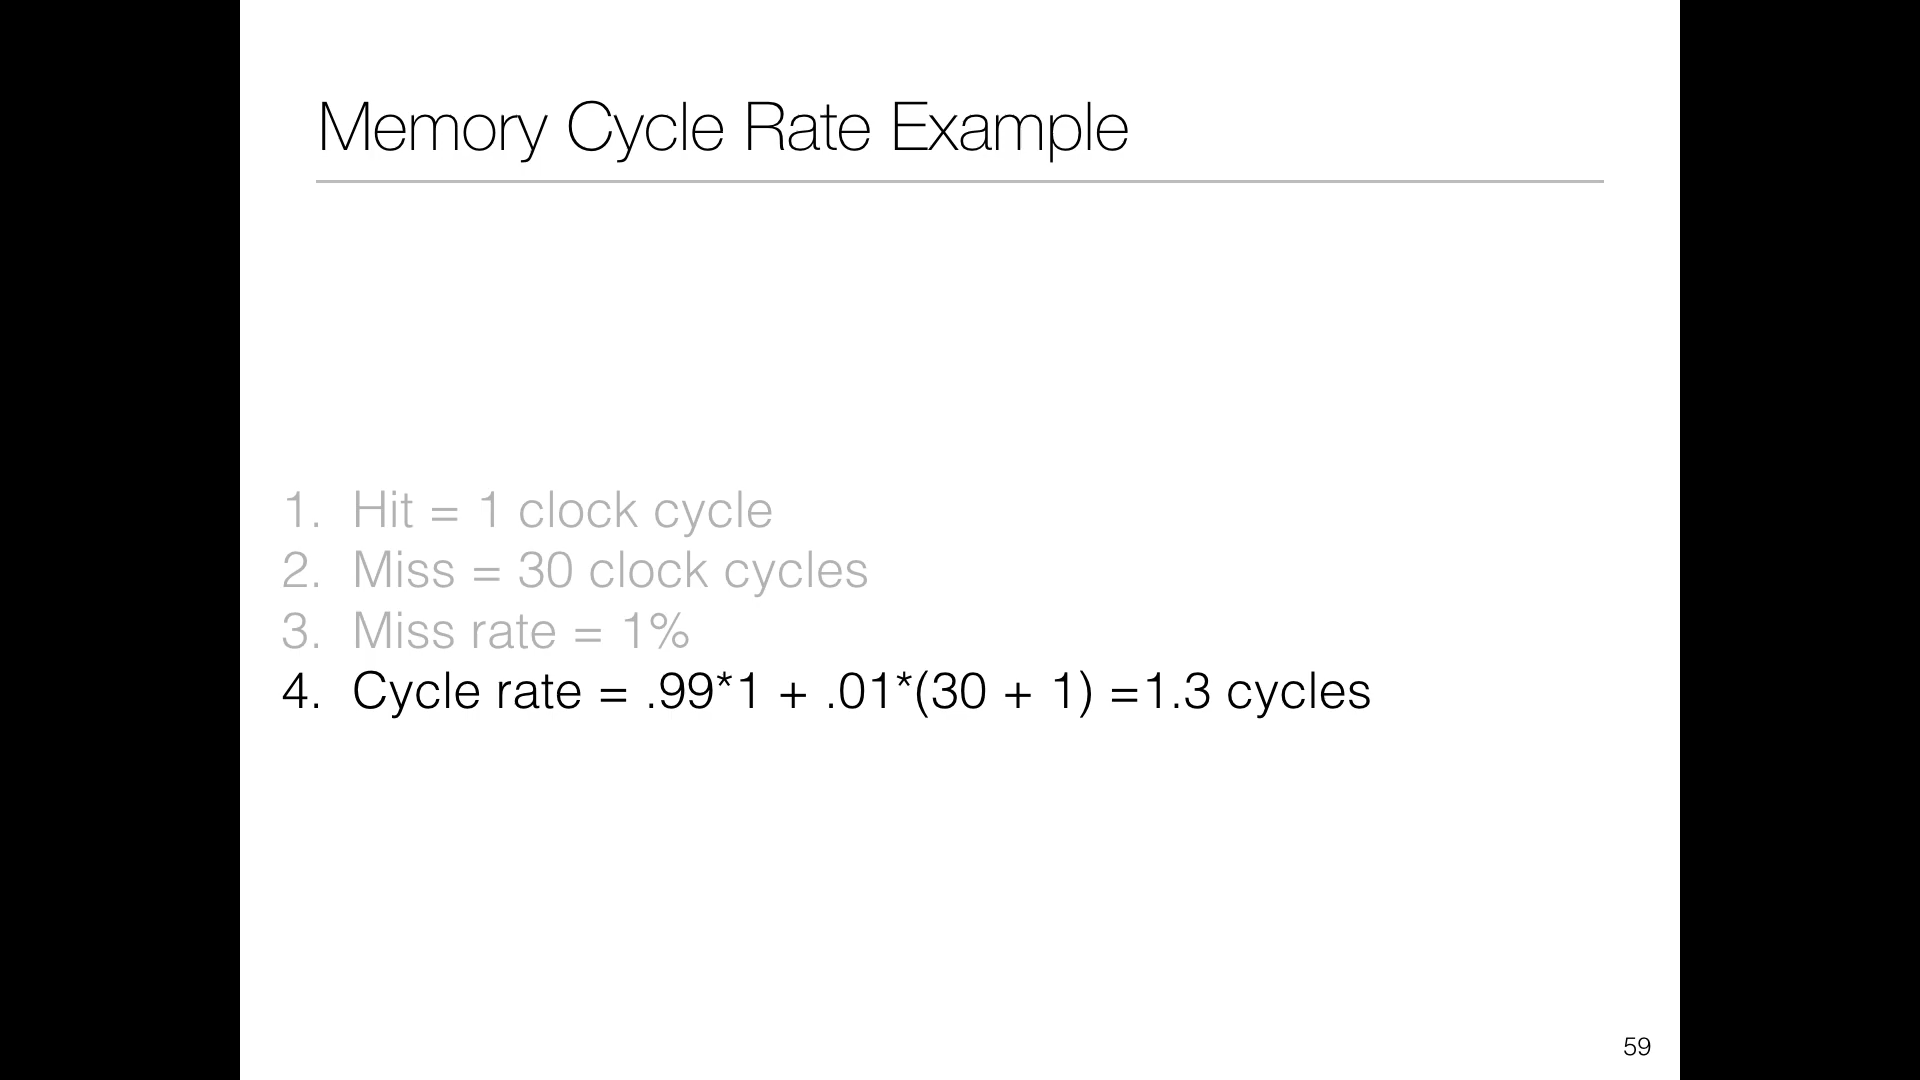 Memory Cycle Rate Example
1. Hit = 1 clock cycle
2. Miss = 30 clock cycles
3. Miss rate = 1%
4. Cycle rate = .99*1 + .01*(30 + 1) =1.3 cycles
59